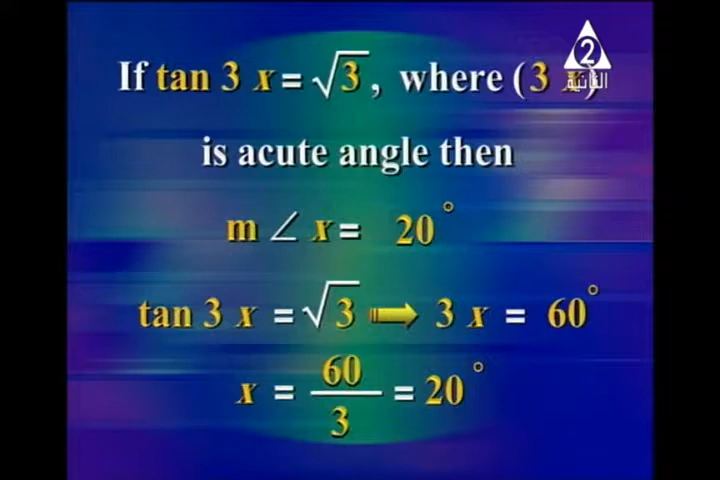 If tan 3 x = √3 , where (3 x)
is acute angle then
m ∠ x = 20°
tan 3 x = √3 ⇒ 3 x = 60°
x = 60/3 = 20°
2
الثانية